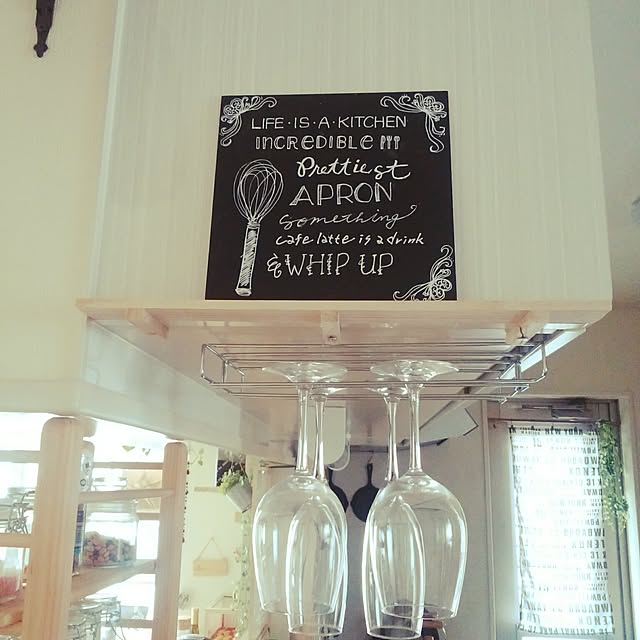 LIFE·IS·A·KITCHEN
INCREDIBLE
Prettiest
APRON
something
cafe latte is a drink
& WHIP UP